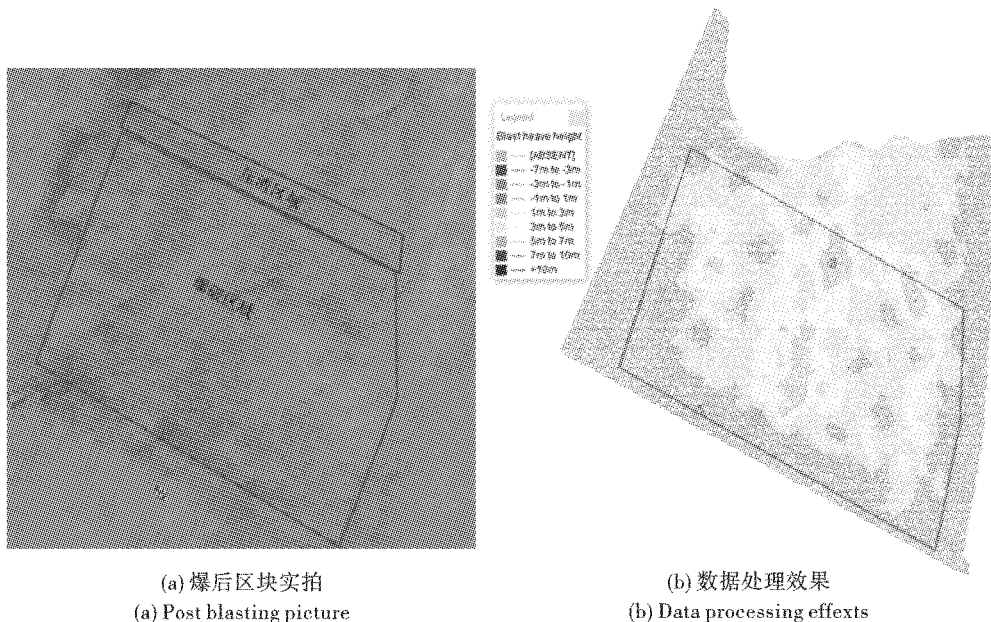 Legend
Blast heave height
[ABSENT]
-7m to -3m
-3m to -1m
-1m to 1m
1m to 3m
3m to 5m
5m to 7m
7m to 10m
+10m
(a) 爆后区块实拍
(a) Post blasting picture
(b) 数据处理效果
(b) Data processing effexts